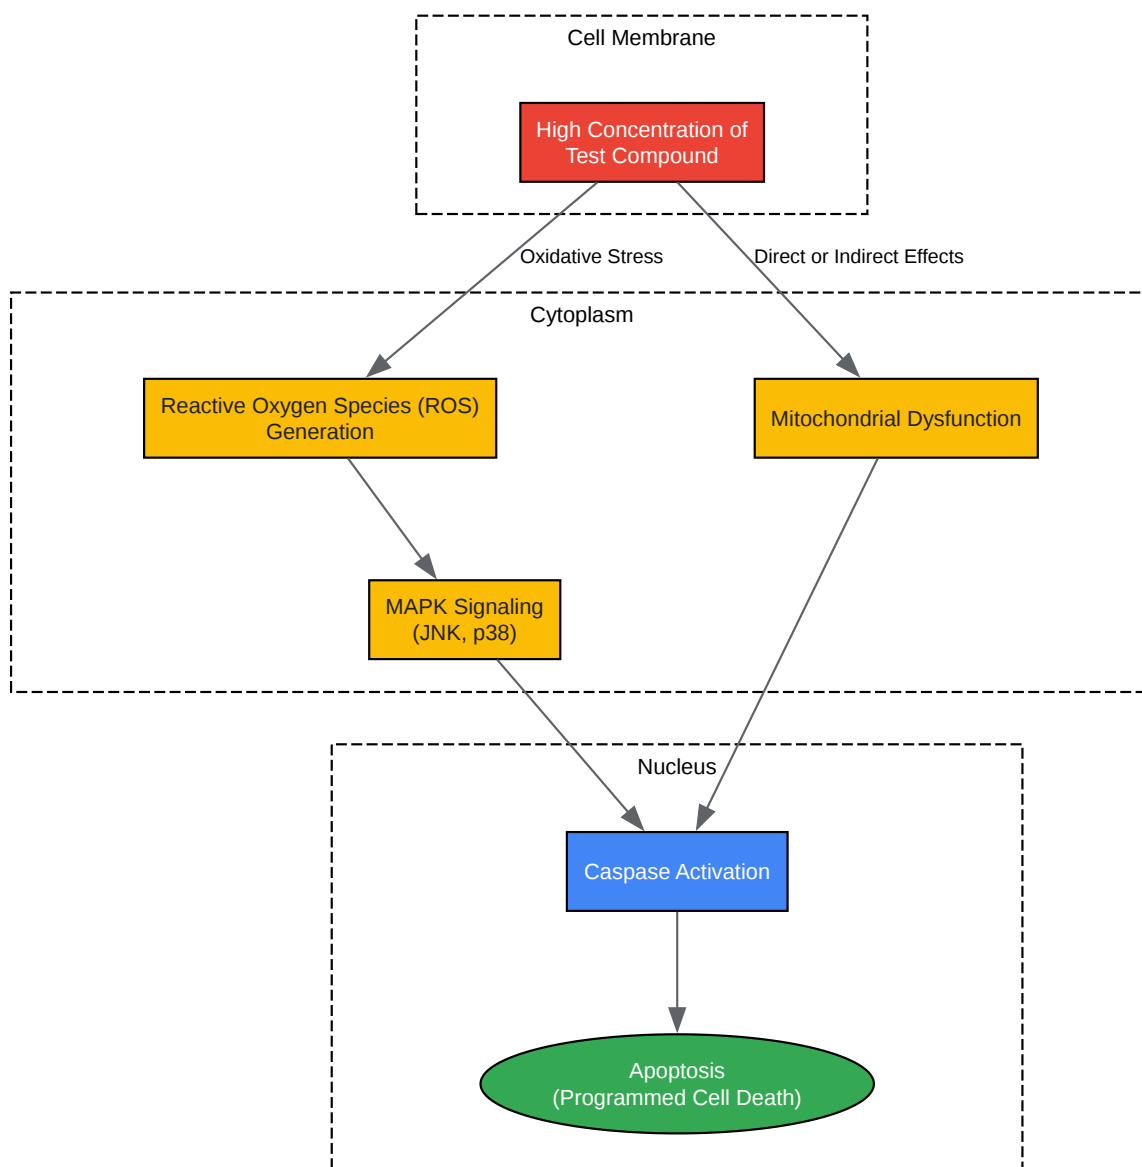 Cell Membrane
High Concentration of
Test Compound
Oxidative Stress
Direct or Indirect Effects
Cytoplasm
Reactive Oxygen Species (ROS)
Generation
Mitochondrial Dysfunction
MAPK Signaling
(JNK, p38)
Nucleus
Caspase Activation
Apoptosis
(Programmed Cell Death)